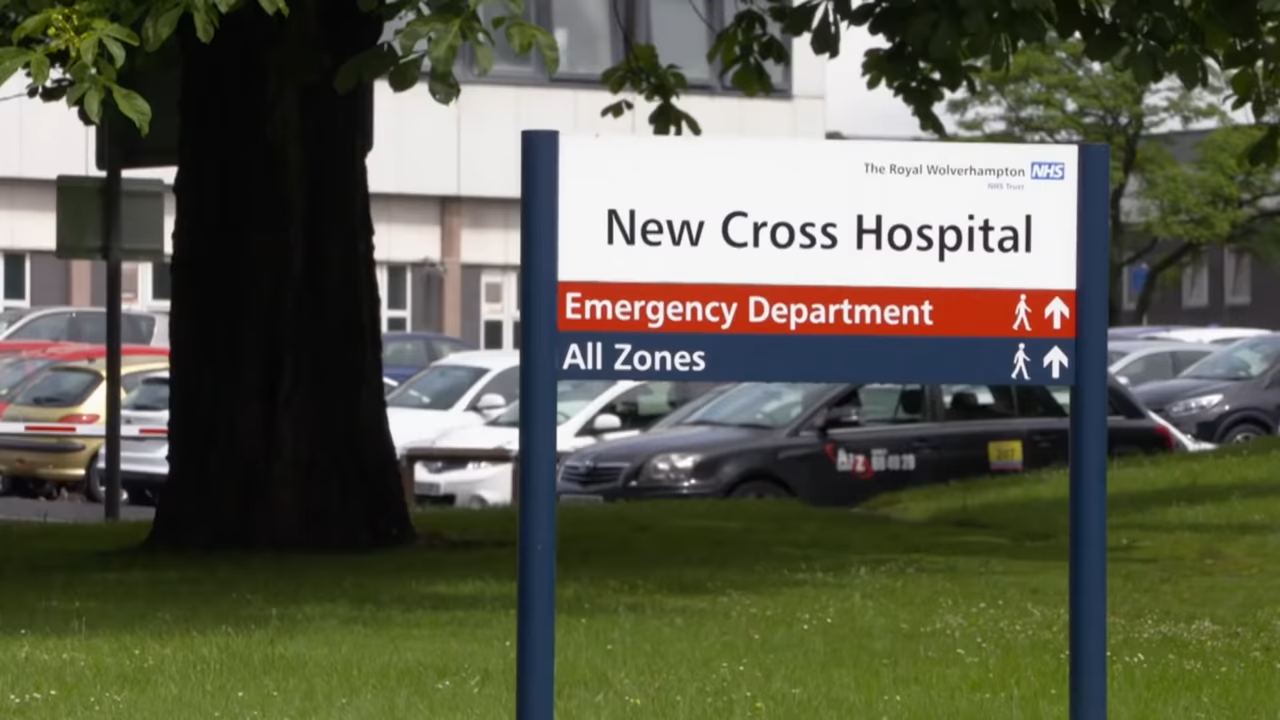 The Royal Wolverhampton NHS
NHS Trust
New Cross Hospital
Emergency Department
All Zones